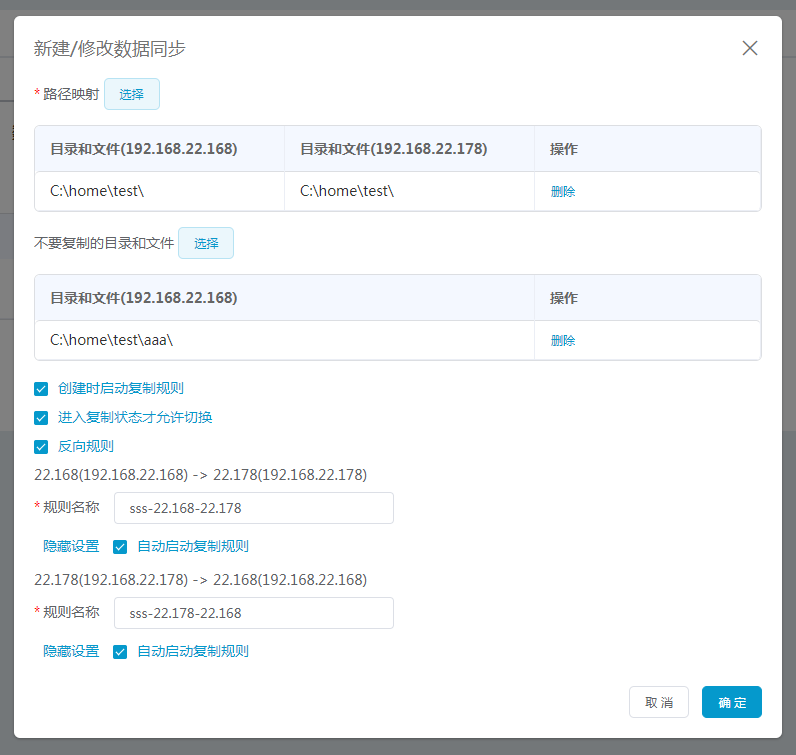 新建/修改数据同步
* 路径映射 选择
目录和文件(192.168.22.168) 目录和文件(192.168.22.178) 操作
C:\home\test\ C:\home\test\ 删除
不要复制的目录和文件 选择
目录和文件(192.168.22.168) 操作
C:\home\test\aaa\ 删除
创建时启动复制规则
进入复制状态才允许切换
反向规则
22.168(192.168.22.168) -> 22.178(192.168.22.178)
* 规则名称 sss-22.168-22.178
隐藏设置 自动启动复制规则
22.178(192.168.22.178) -> 22.168(192.168.22.168)
* 规则名称 sss-22.178-22.168
隐藏设置 自动启动复制规则
取消 确定